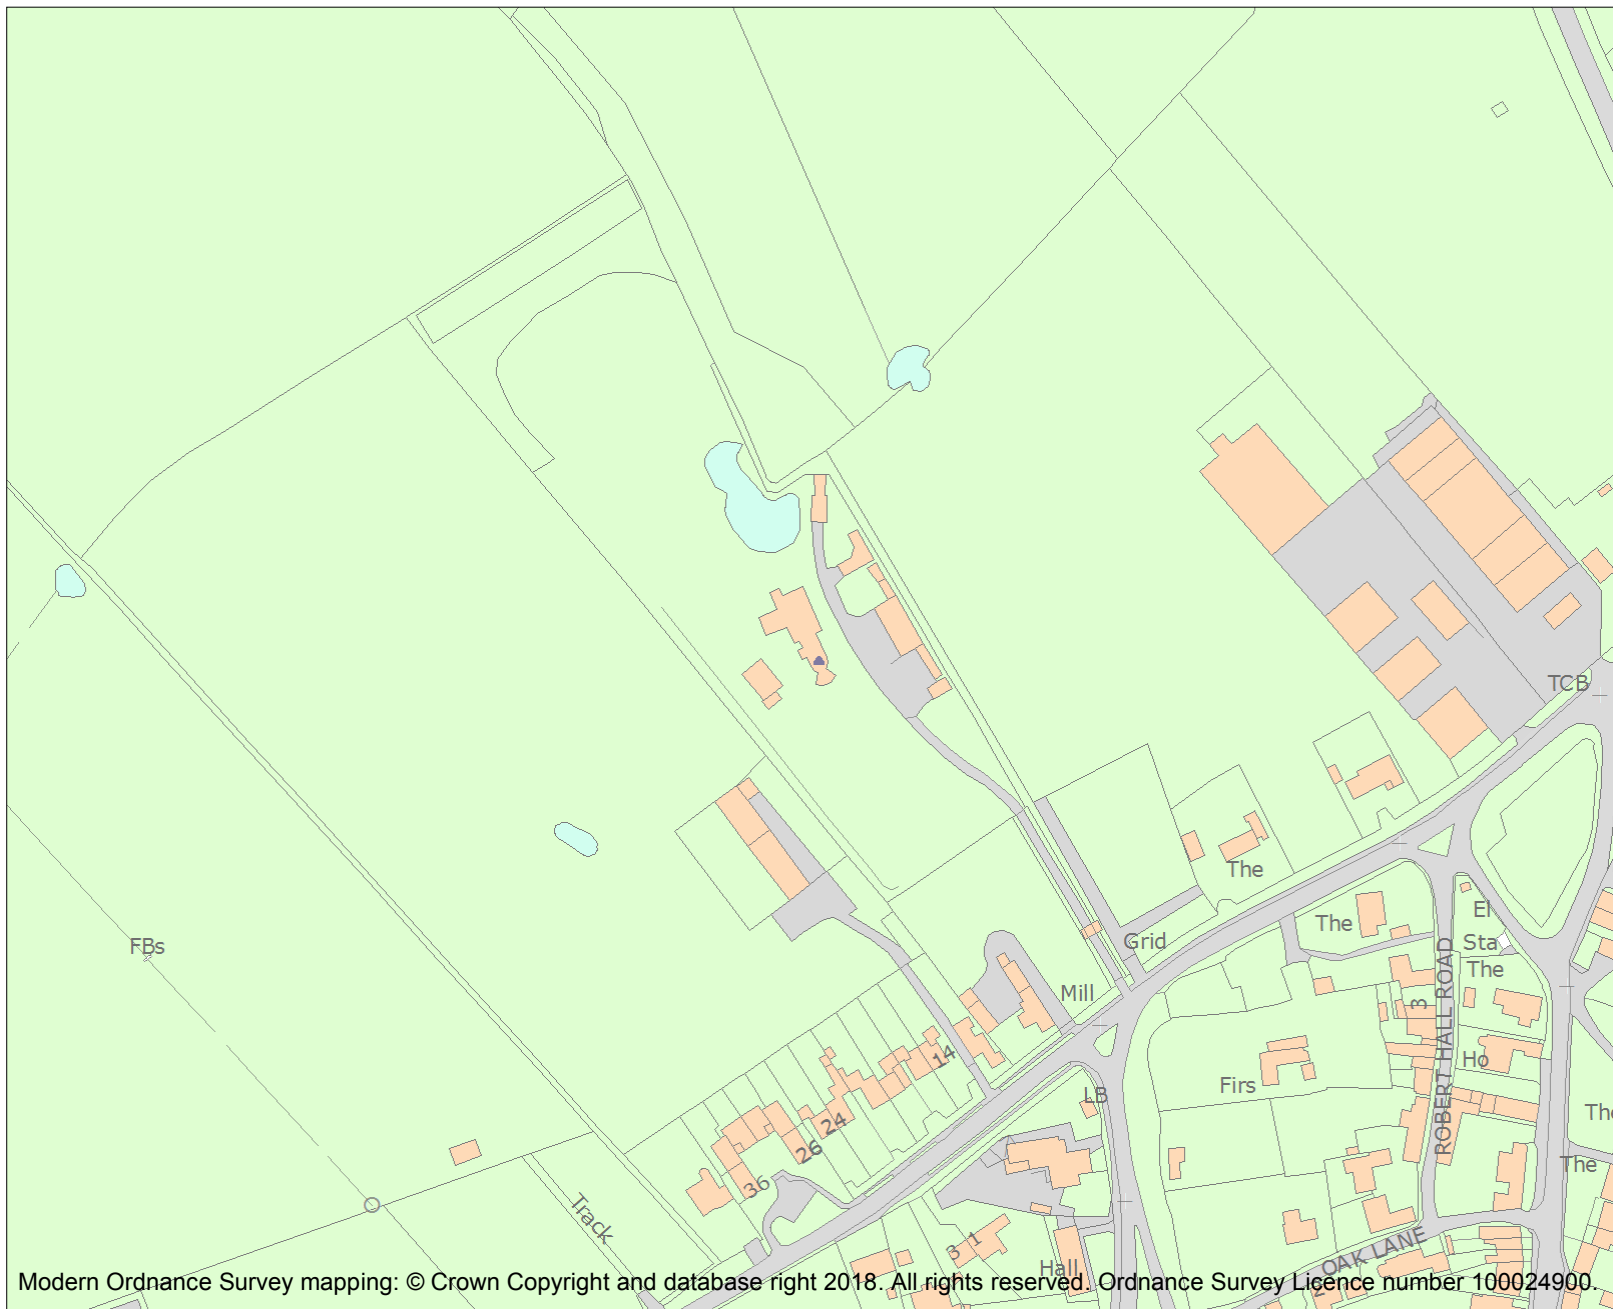 TCB
The
The
El
Sta
The
Grid
FBs
Mill
3
ROBERT HALL ROAD
14
Ho
Firs
LB
The
24
26
The
36
Track
3 1
Hall
OAK LANE
Modern Ordnance Survey mapping: © Crown Copyright and database right 2018. All rights reserved. Ordnance Survey Licence number 100024900.